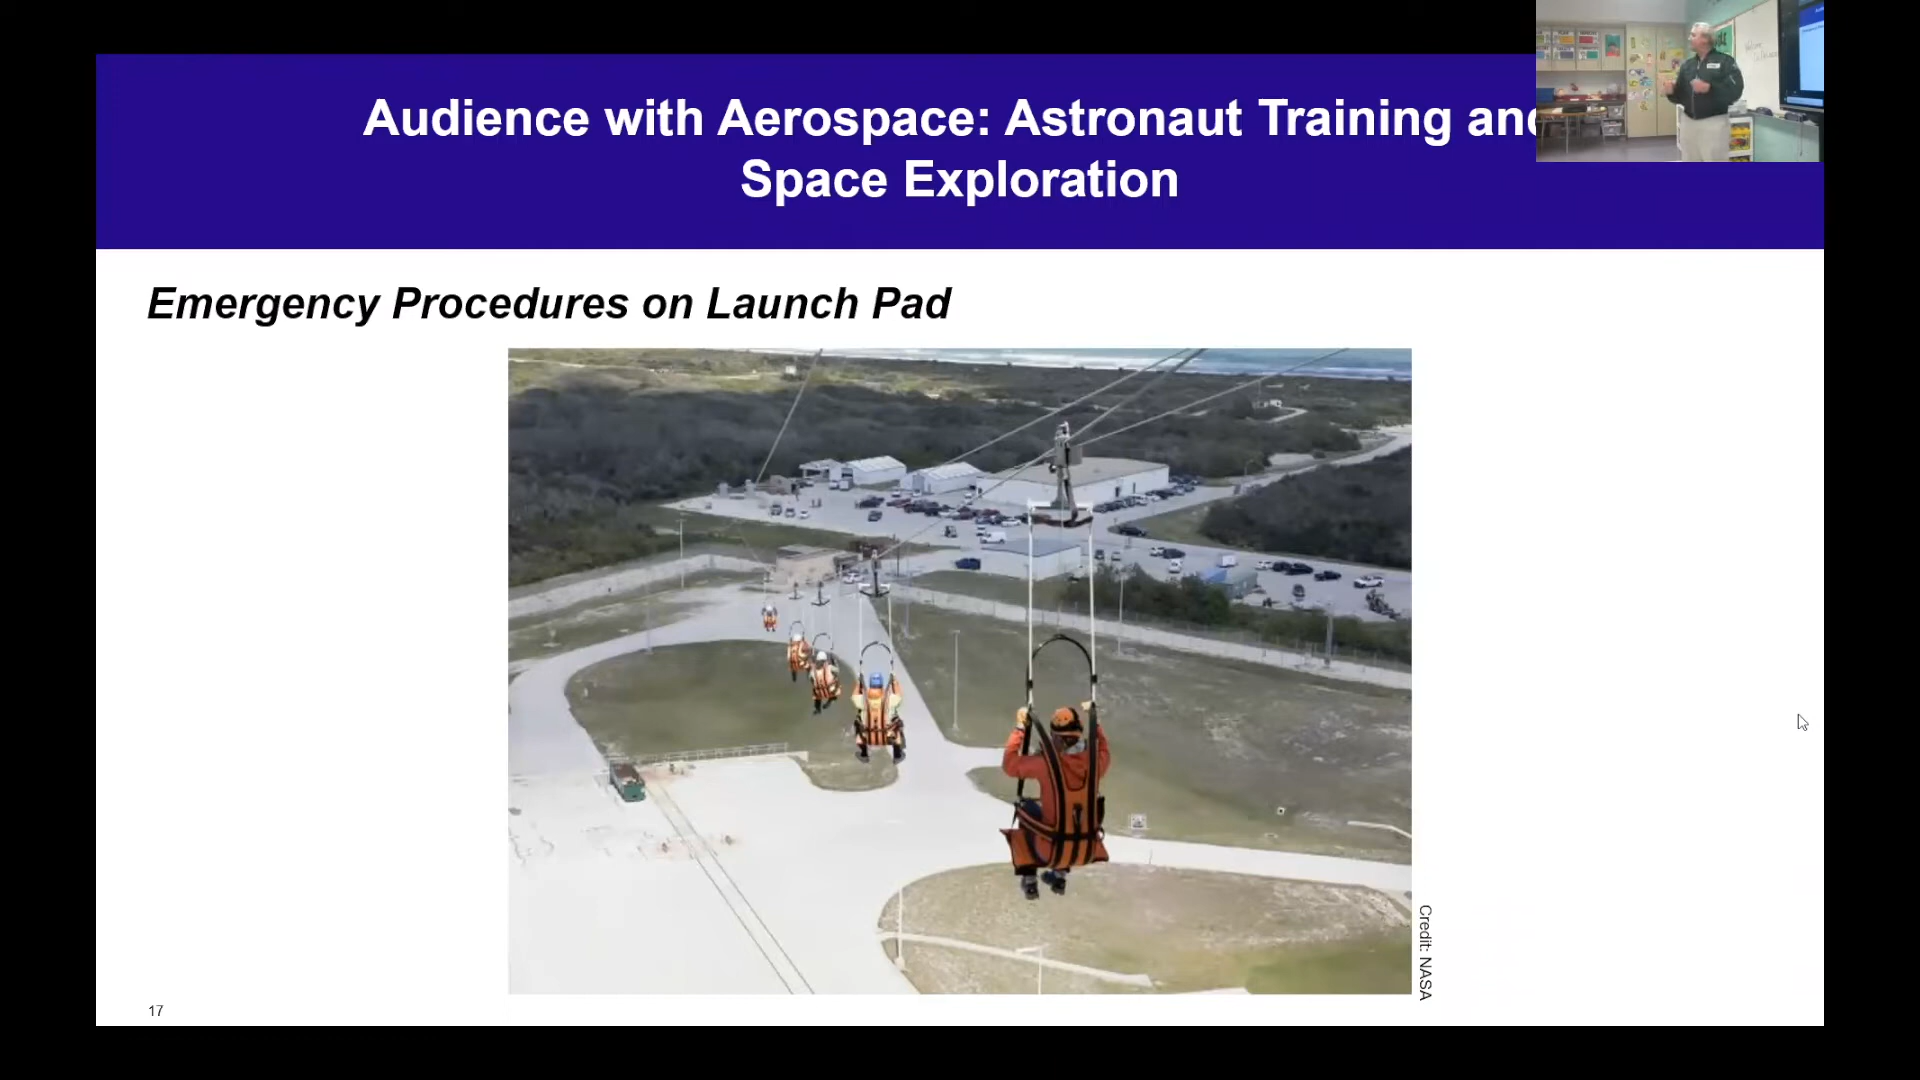 Audience with Aerospace: Astronaut Training and
Space Exploration
Emergency Procedures on Launch Pad
Credit: NASA
17